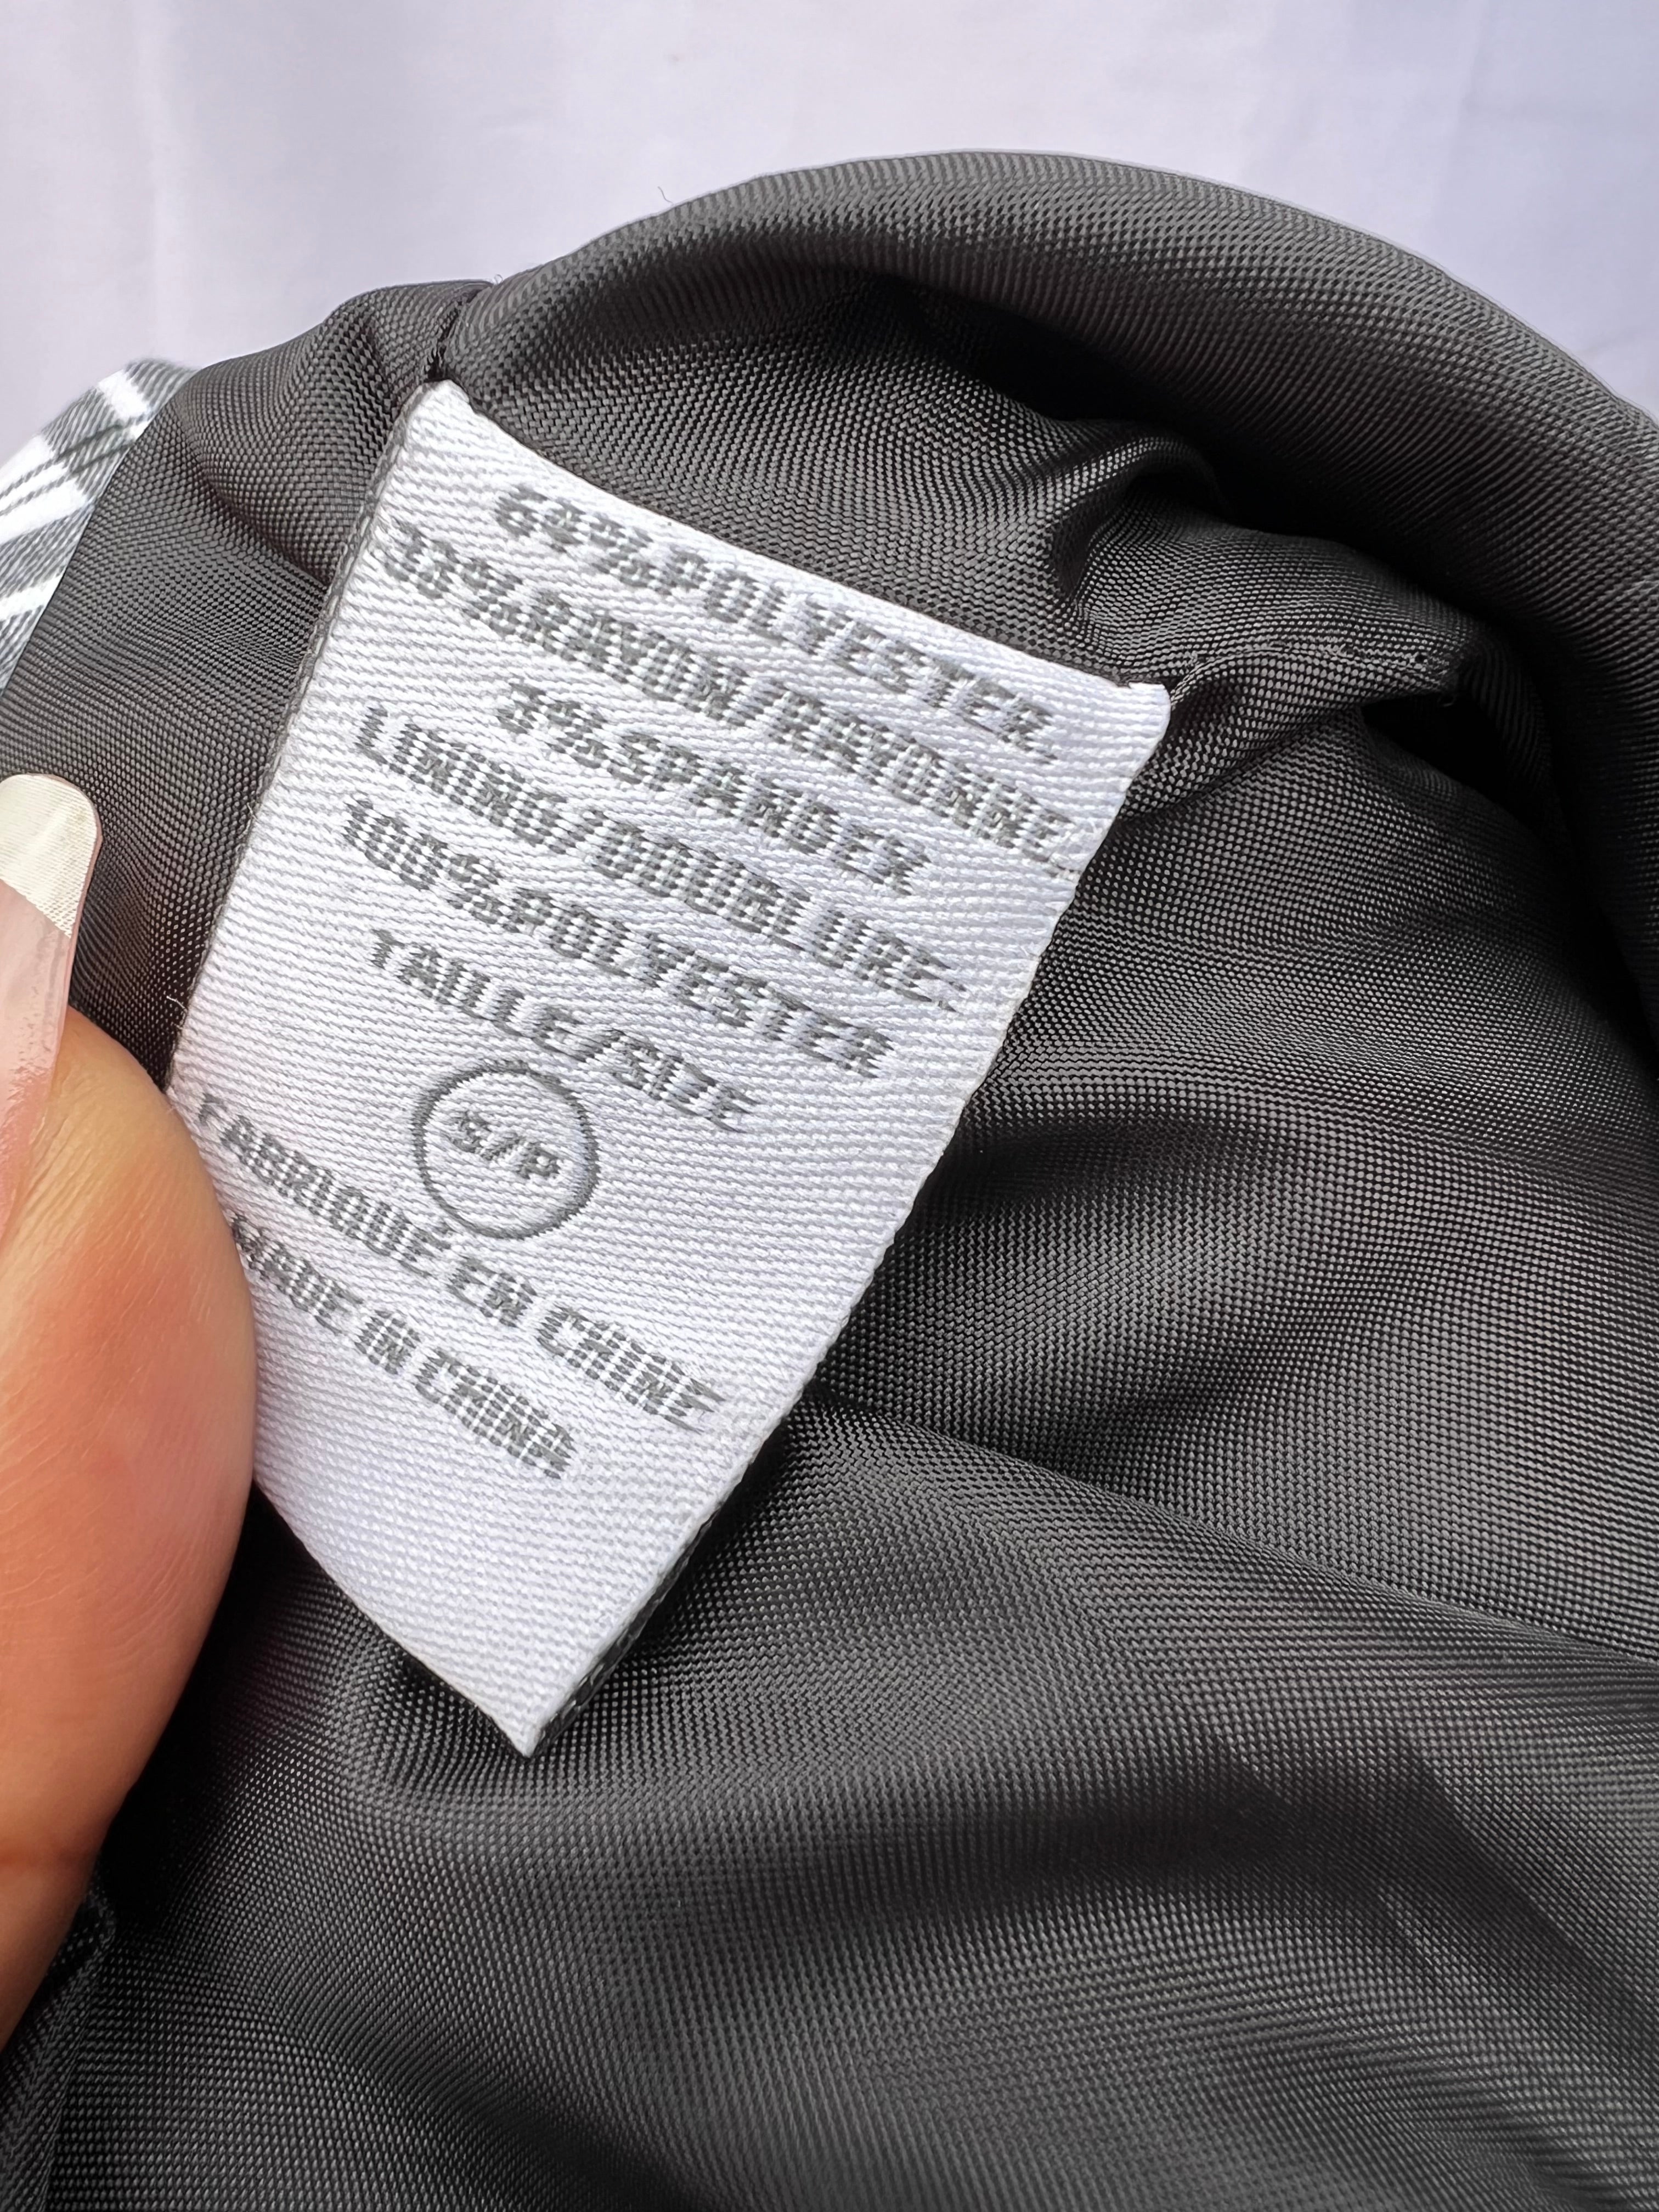 64%POLYESTER
33%RAYON/RAYONNE
3%SPANDEX
LINING/DOUBLURE:
100%POLYESTER
TAILLE/SIZE
S/P
FABRIQUÉ EN CHINE
MADE IN CHINA